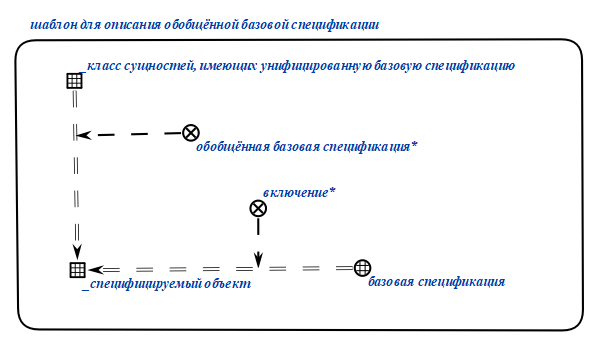 шаблон для описания обобщённой базовой спецификации
_класс сущностей, имеющих унифицированную базовую спецификацию
обобщённая базовая спецификация*
включение*
_специфицируемый объект
базовая спецификация